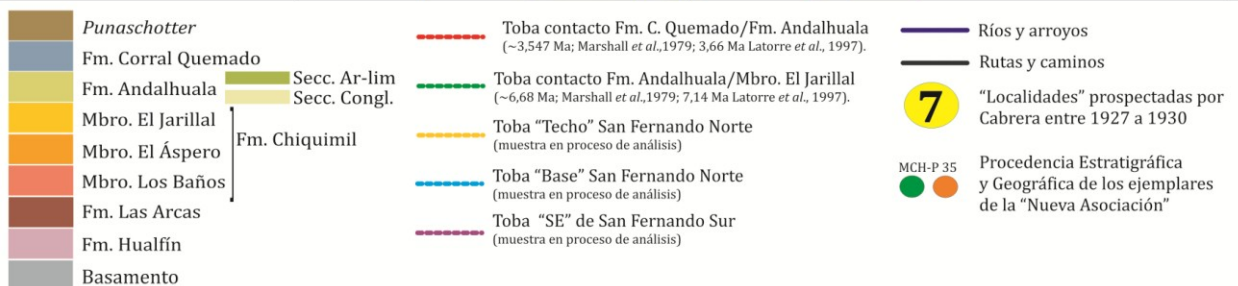 Punaschotter
Fm. Corral Quemado
Fm. Andalhuala
Secc. Ar-lim
Secc. Congl.
Mbro. El Jarillal
Mbro. El Áspero
Mbro. Los Baños
Fm. Chiquimil
Fm. Las Arcas
Fm. Hualfín
Basamento
Toba contacto Fm. C. Quemado/Fm. Andalhuala
(~3,547 Ma; Marshall et al.,1979; 3,66 Ma Latorre et al., 1997).
Toba contacto Fm. Andalhuala/Mbro. El Jarillal
(~6,68 Ma; Marshall et al.,1979; 7,14 Ma Latorre et al., 1997).
Toba “Techo” San Fernando Norte
(muestra en proceso de análisis)
Toba “Base” San Fernando Norte
(muestra en proceso de análisis)
Toba “SE” de San Fernando Sur
(muestra en proceso de análisis)
Ríos y arroyos
Rutas y caminos
7
“Localidades” prospectadas por
Cabrera entre 1927 a 1930
MCH-P 35
Procedencia Estratigráfica
y Geográfica de los ejemplares
de la “Nueva Asociación”